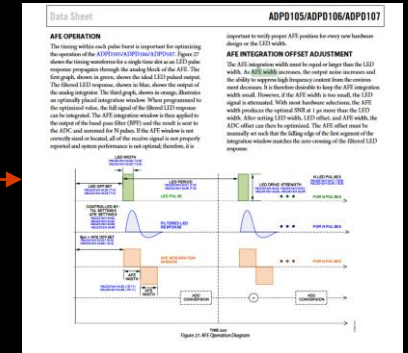 Data Sheet
ADPD105/ADPD106/ADPD107
AFE OPERATION
The timing within each pulse burst is important for optimizing
the operation of the ADPD105/ADPD106/ADPD107. Figure 27
shows the timing waveforms for a single time slot as an LED pulse
response propagates through the analog block of the AFE. The
first graph, shown in green, shows the ideal LED pulsed output.
The filtered LED response, shown in blue, shows the output of
the analog integrator. The third graph, shown in orange, illustrates
an optimally placed integration window. When programmed to
the optimized value, the full signal of the filtered LED response
can be integrated. The AFE integration window is then applied to
the output of the band-pass filter (BPF) and the result is sent to
the ADC and summed for N pulses. If the AFE window is not
correctly sized or located, all of the receive signal is not properly
reported and system performance is not optimal; therefore, it is
important to verify proper AFE position for every new hardware
design or the LED width.
AFE INTEGRATION OFFSET ADJUSTMENT
The AFE integration width must be equal or larger than the LED
width. As AFE width increases, the output noise increases and
the ability to suppress high frequency content from the environ-
ment decreases. It is therefore desirable to keep the AFE integration
width small. However, if the AFE width is too small, the LED
signal is attenuated. With most hardware selections, the AFE
width produces the optimal SNR at 1 µs more than the LED
width. After setting LED width, LED offset, and AFE width, the
ADC offset can then be optimized. The AFE offset must be
manually set such that the falling edge of the first segment of the
integration window matches the zero crossing of the filtered LED
response.
LED WIDTH
LED OFFSET
LED PERIOD
LED PULSE
LED DRIVE STRENGTH
N LED PULSES
FOR N PULSES
CONTROLLED BY:
TIA SETTINGS
AFE SETTINGS
FILTERED LED
RESPONSE
FOR N PULSES
AFE OFFSET
AFE INTEGRATION
WINDOW
FOR N PULSES
AFE
WIDTH
AFE
WIDTH
ADC
CONVERSION
ADC
CONVERSION
Figure 27. AFE Operation Diagram